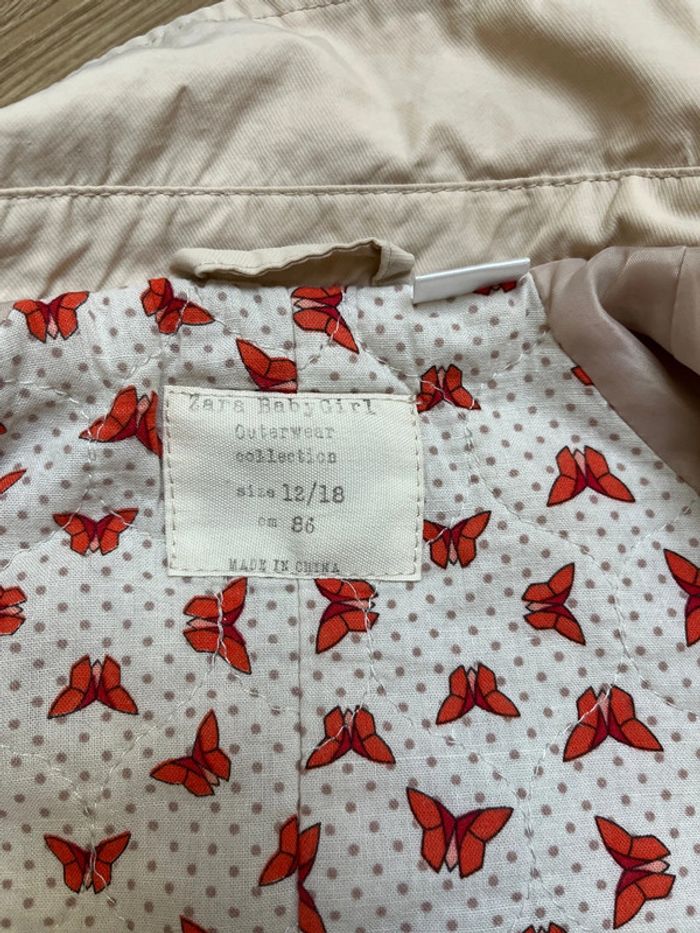 Zara BabyGirl
Outerwear
collection
size 12/18
cm 86
MADE IN CHINA